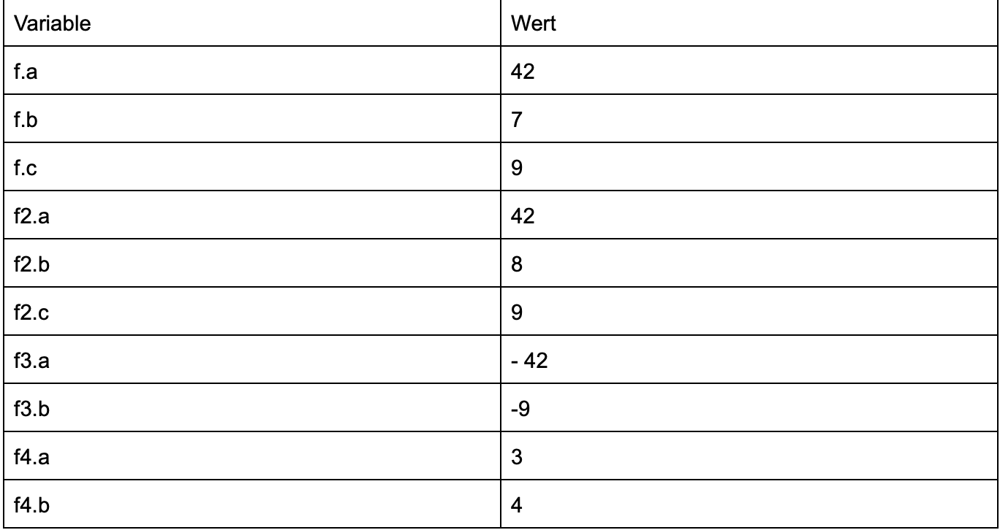 Variable Wert
f.a 42
f.b 7
f.c 9
f2.a 42
f2.b 8
f2.c 9
f3.a - 42
f3.b -9
f4.a 3
f4.b 4